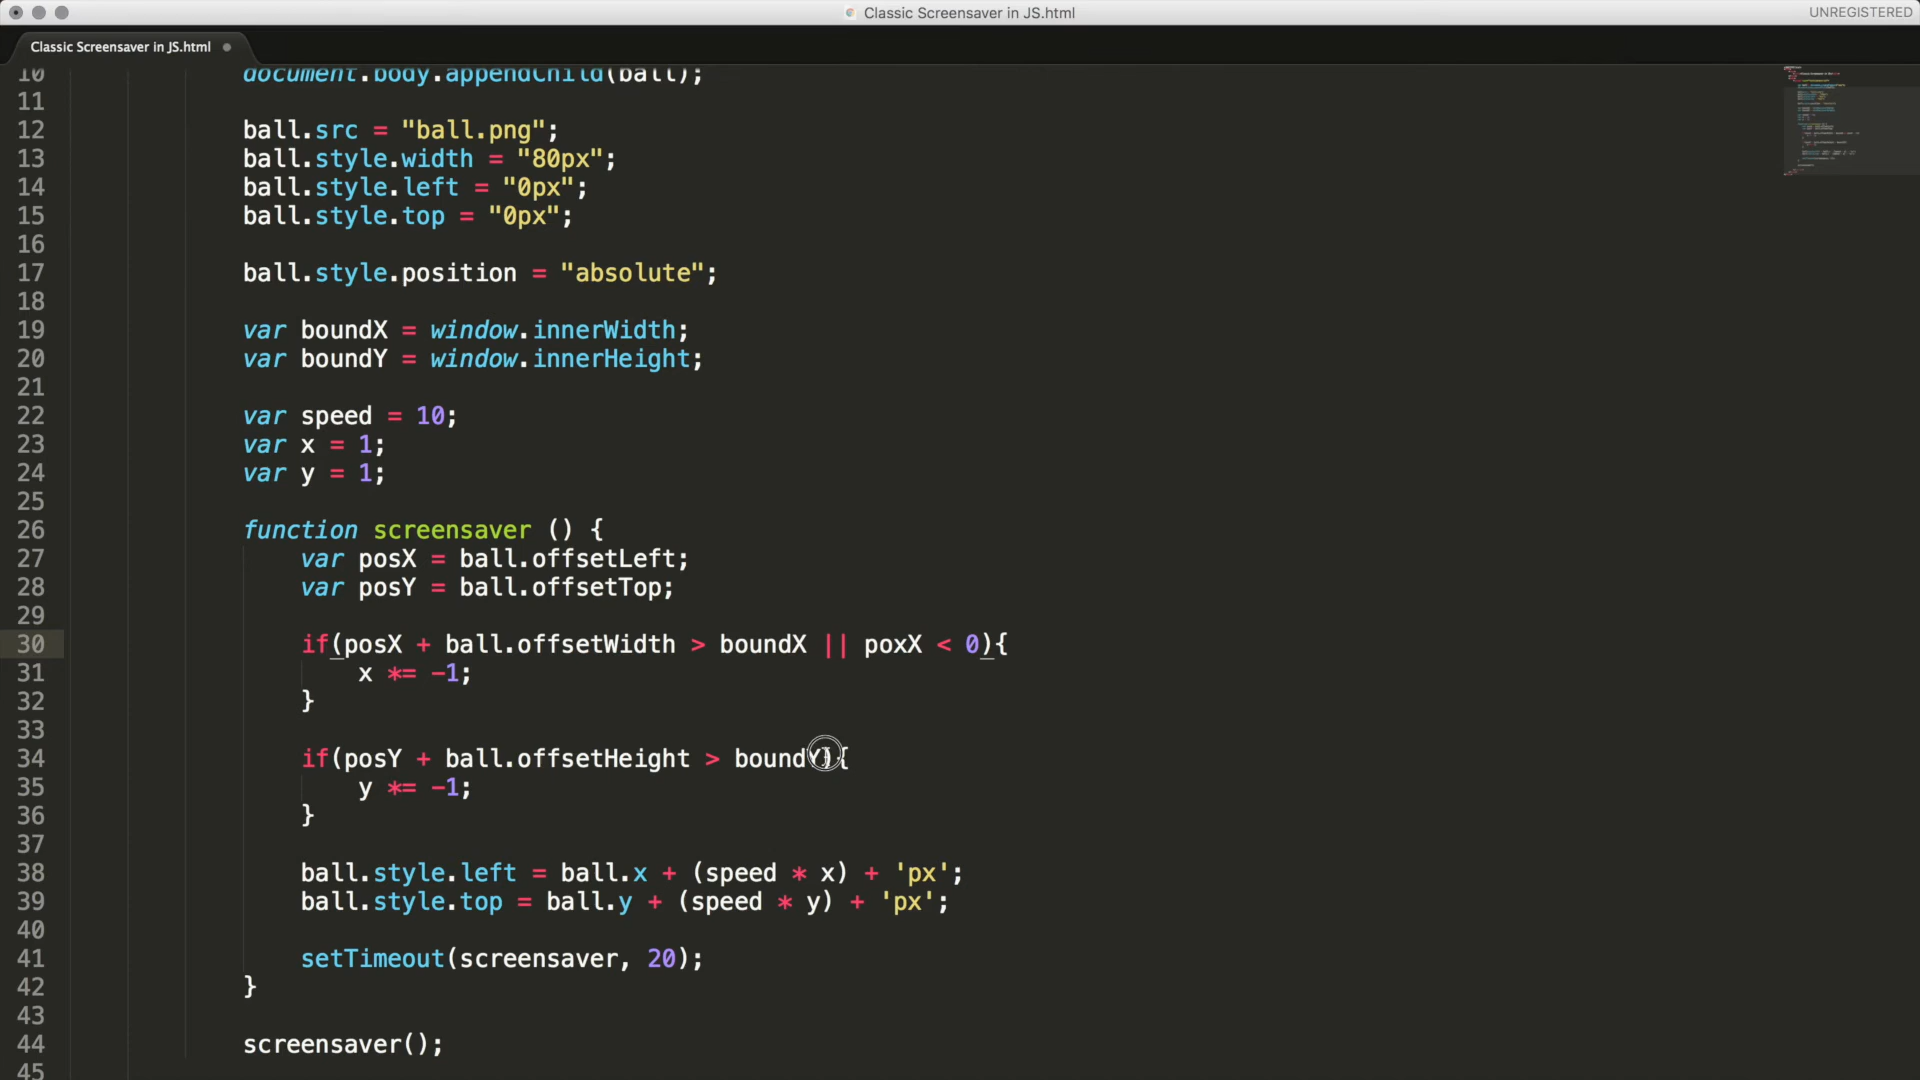 Classic Screensaver in JS.html
UNREGISTERED
Classic Screensaver in JS.html
10 document.body.appendChild(ball);
11
12 ball.src = "ball.png";
13 ball.style.width = "80px";
14 ball.style.left = "0px";
15 ball.style.top = "0px";
16
17 ball.style.position = "absolute";
18
19 var boundX = window.innerWidth;
20 var boundY = window.innerHeight;
21
22 var speed = 10;
23 var x = 1;
24 var y = 1;
25
26 function screensaver () {
27 var posX = ball.offsetLeft;
28 var posY = ball.offsetTop;
29
30 if(posX + ball.offsetWidth > boundX || poxX < 0){
31 x *= -1;
32 }
33
34 if(posY + ball.offsetHeight > boundY){
35 y *= -1;
36 }
37
38 ball.style.left = ball.x + (speed * x) + 'px';
39 ball.style.top = ball.y + (speed * y) + 'px';
40
41 setTimeout(screensaver, 20);
42 }
43
44 screensaver();
45